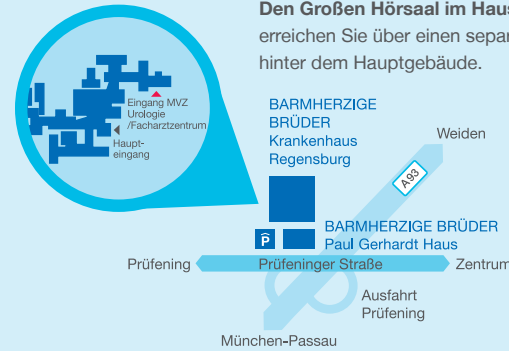 Den Großen Hörsaal im Haus
erreichen Sie über einen separ
hinter dem Hauptgebäude.
Eingang MVZ
Urologie
/Facharztzentrum
Haupt-
eingang
BARMHERZIGE
BRÜDER
Krankenhaus
Regensburg
Weiden
A93
P
BARMHERZIGE BRÜDER
Paul Gerhardt Haus
Prüfening
Prüfeninger Straße
Zentrum
Ausfahrt
Prüfening
München-Passau